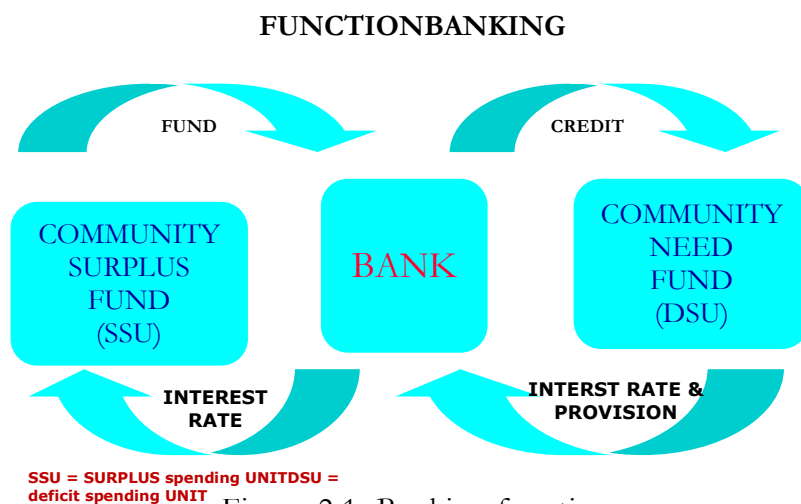 FUNCTIONBANKING
FUND
CREDIT
COMMUNITY
SURPLUS
FUND
(SSU)
BANK
COMMUNITY
NEED
FUND
(DSU)
INTEREST
RATE
INTERST RATE &
PROVISION
SSU = SURPLUS spending UNITDSU =
deficit spending UNIT